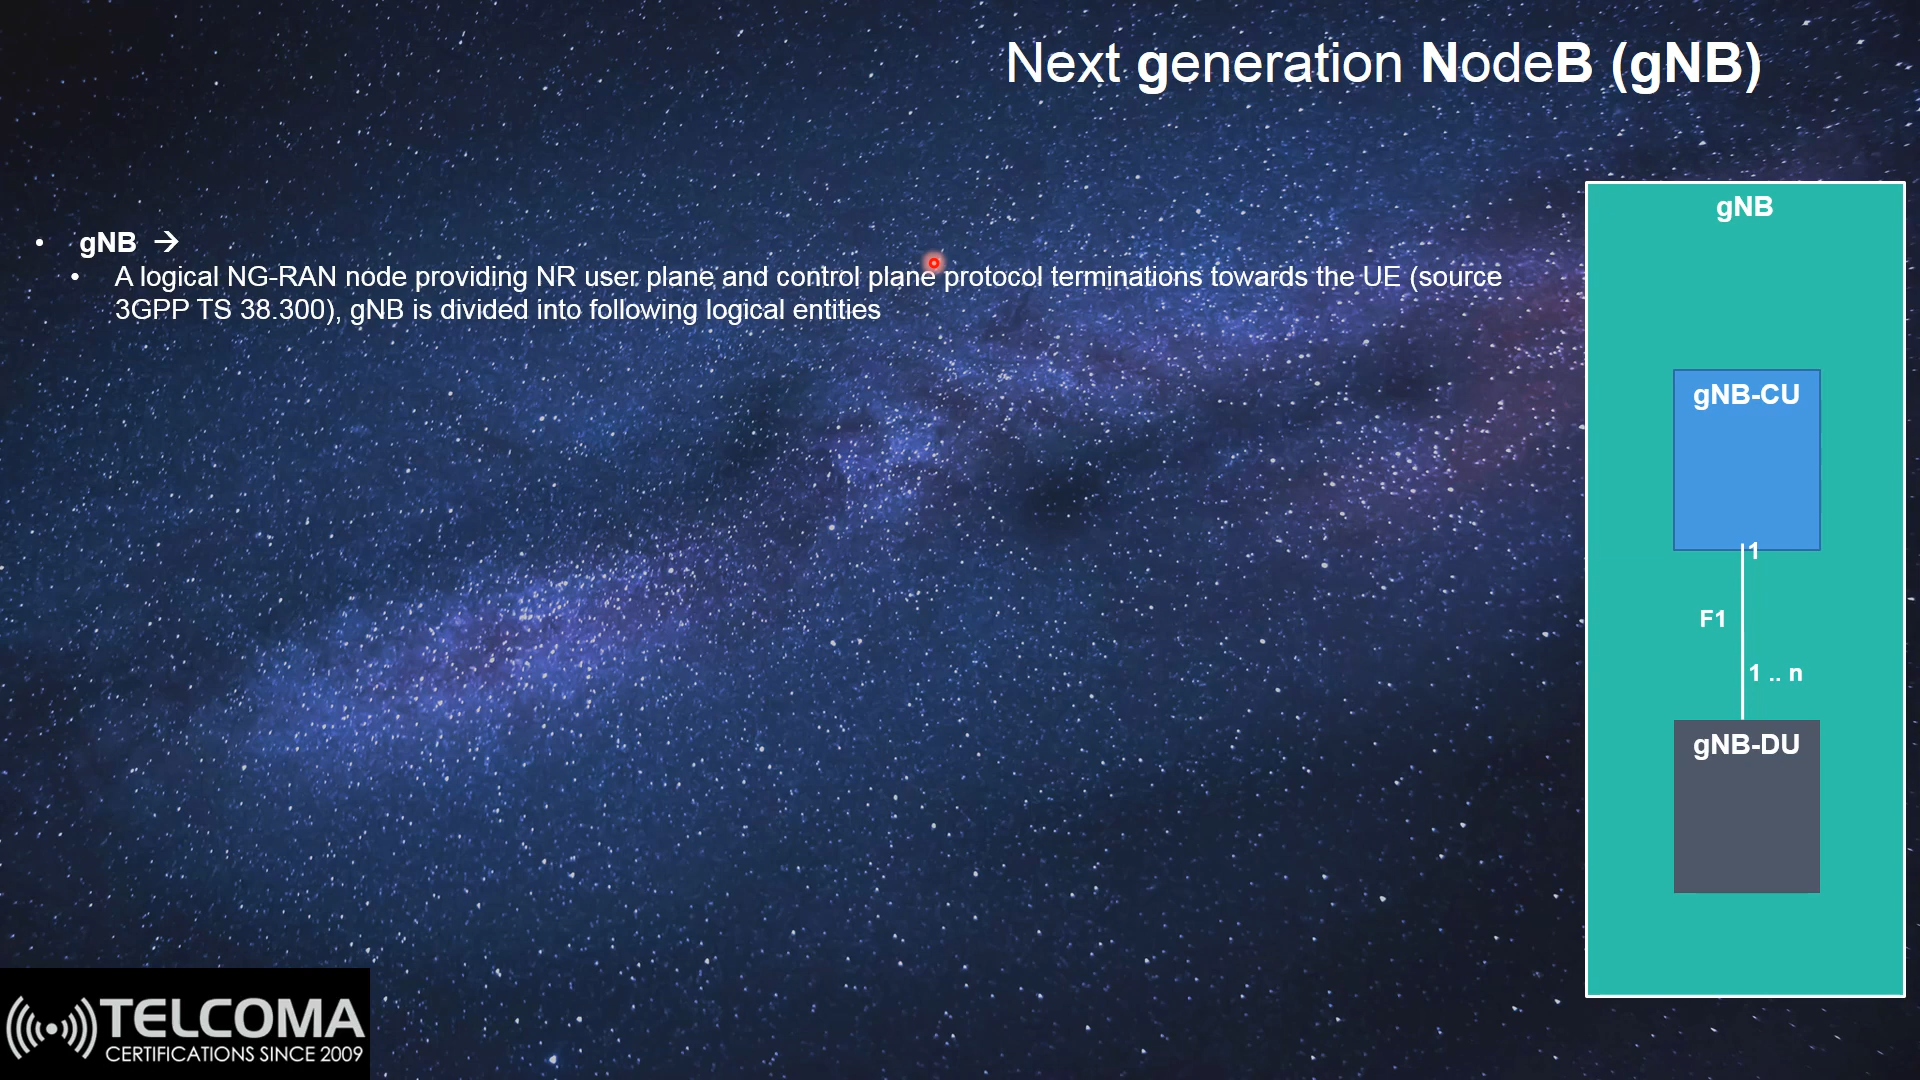 Next generation NodeB (gNB)
• gNB →
• A logical NG-RAN node providing NR user plane and control plane protocol terminations towards the UE (source
3GPP TS 38.300), gNB is divided into following logical entities
gNB
gNB-CU
1
F1
1 .. n
gNB-DU
TELCOMA
CERTIFICATIONS SINCE 2009